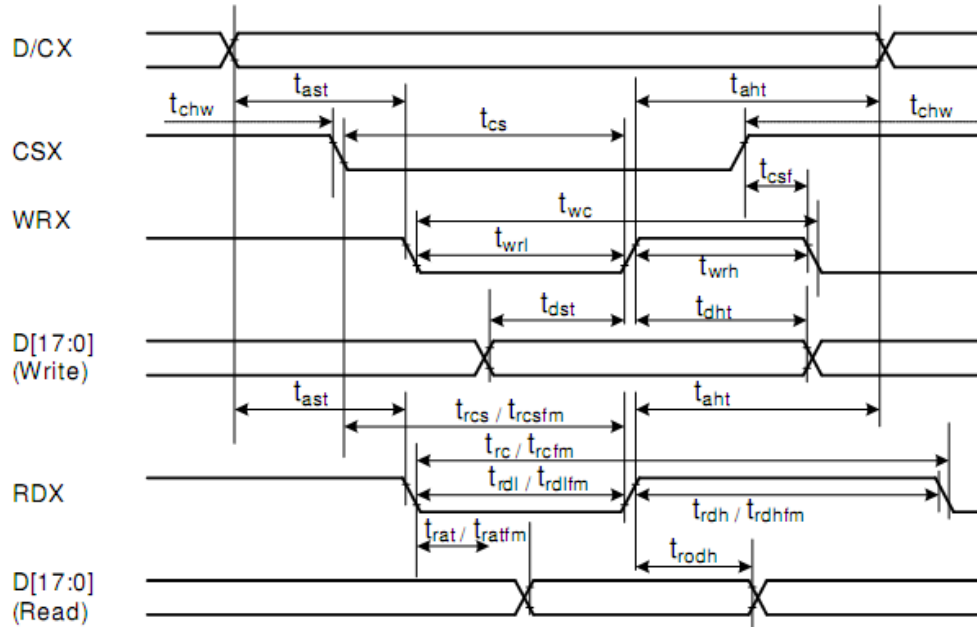 D/CX
t_ast t_aht
t_chw t_cs t_chw
CSX
t_csf
WRX
t_wc
t_wrl t_wrh
t_dst t_dht
D[17:0]
(Write)
t_ast t_rcs / t_rcsfm t_aht
t_rc / t_rcfm
RDX
t_rdl / t_rdlfm t_rdh / t_rdhfm
t_rat / t_ratfm
t_rodh
D[17:0]
(Read)